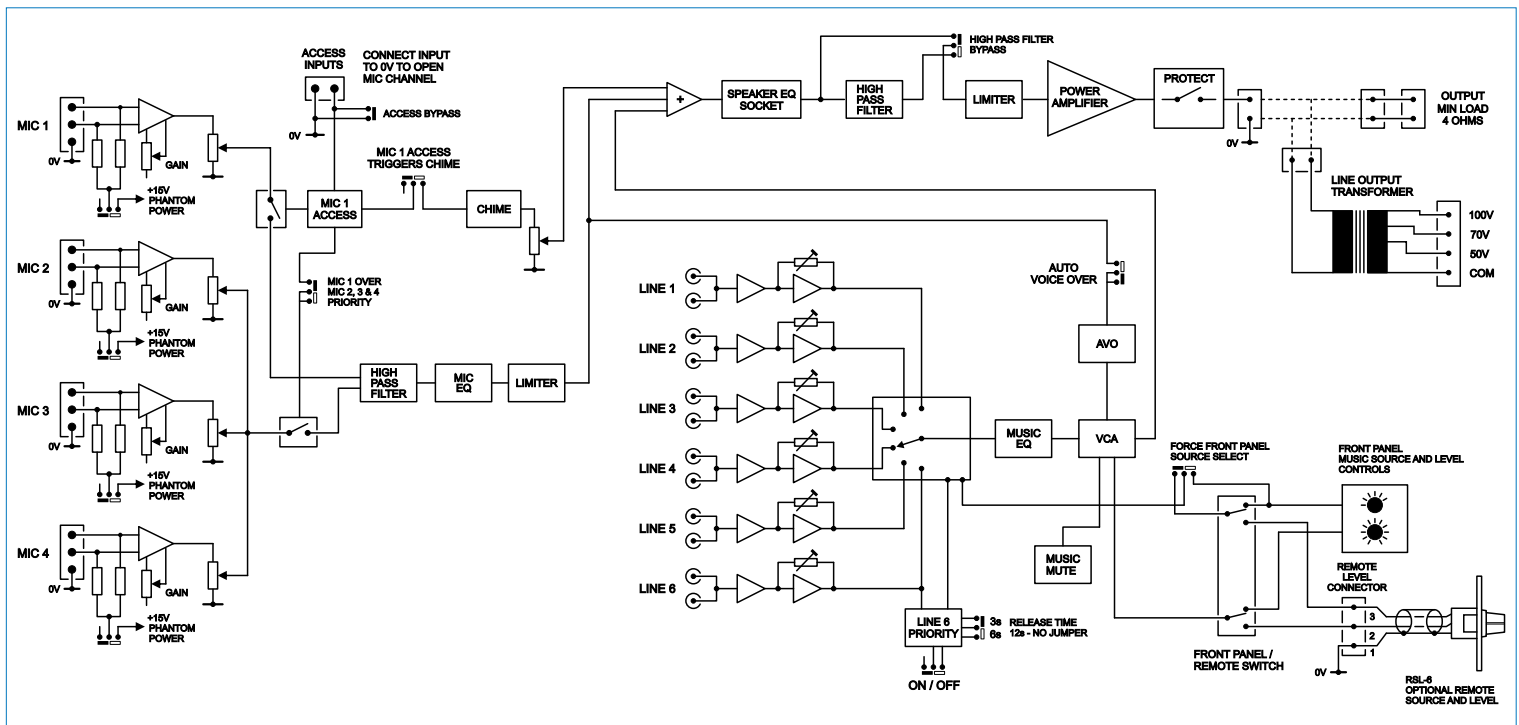 ACCESS
INPUTS
CONNECT INPUT
TO 0V TO OPEN
MIC CHANNEL
ACCESS BYPASS
0V
MIC 1
0V
GAIN
+15V
PHANTOM
POWER
MIC 1 ACCESS
TRIGGERS CHIME
MIC 1
ACCESS
CHIME
MIC 2
0V
GAIN
+15V
PHANTOM
POWER
MIC 1 OVER
MIC 2, 3 & 4
PRIORITY
HIGH
PASS
FILTER
MIC
EQ
LIMITER
MIC 3
0V
GAIN
+15V
PHANTOM
POWER
MIC 4
0V
GAIN
+15V
PHANTOM
POWER
+
SPEAKER EQ
SOCKET
HIGH
PASS
FILTER
HIGH PASS FILTER
BYPASS
LIMITER
POWER
AMPLIFIER
PROTECT
0V
OUTPUT
MIN LOAD
4 OHMS
LINE OUTPUT
TRANSFORMER
100V
70V
50V
COM
LINE 1
LINE 2
LINE 3
LINE 4
LINE 5
LINE 6
AUTO
VOICE OVER
AVO
MUSIC
EQ
VCA
MUSIC
MUTE
LINE 6
PRIORITY
3s
6s
RELEASE TIME
12s - NO JUMPER
ON / OFF
FORCE FRONT PANEL
SOURCE SELECT
FRONT PANEL
MUSIC SOURCE AND LEVEL
CONTROLS
REMOTE
LEVEL
CONNECTOR
3
2
1
0V
FRONT PANEL /
REMOTE SWITCH
RSL-6
OPTIONAL REMOTE
SOURCE AND LEVEL